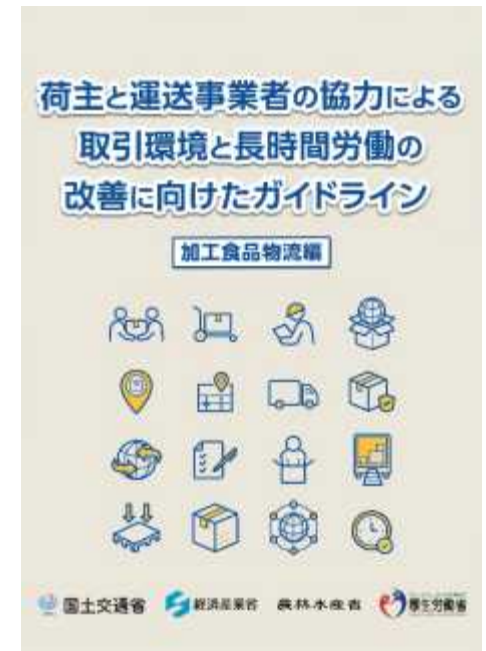 荷主と運送事業者の協力による
取引環境と長時間労働の
改善に向けたガイドライン
加工食品物流編
国土交通省 経済産業省 農林水産省 厚生労働省